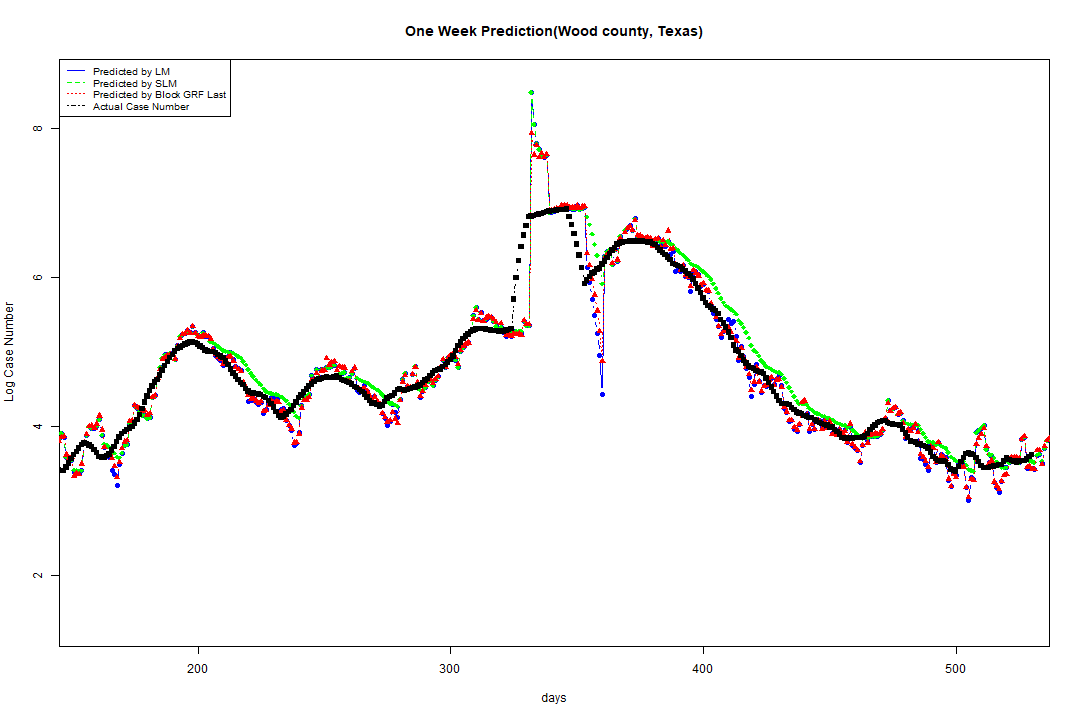 One Week Prediction(Wood county, Texas)
Predicted by LM
Predicted by SLM
Predicted by Block GRF Last
Actual Case Number
8
6
4
2
Log Case Number
200 300 400 500
days